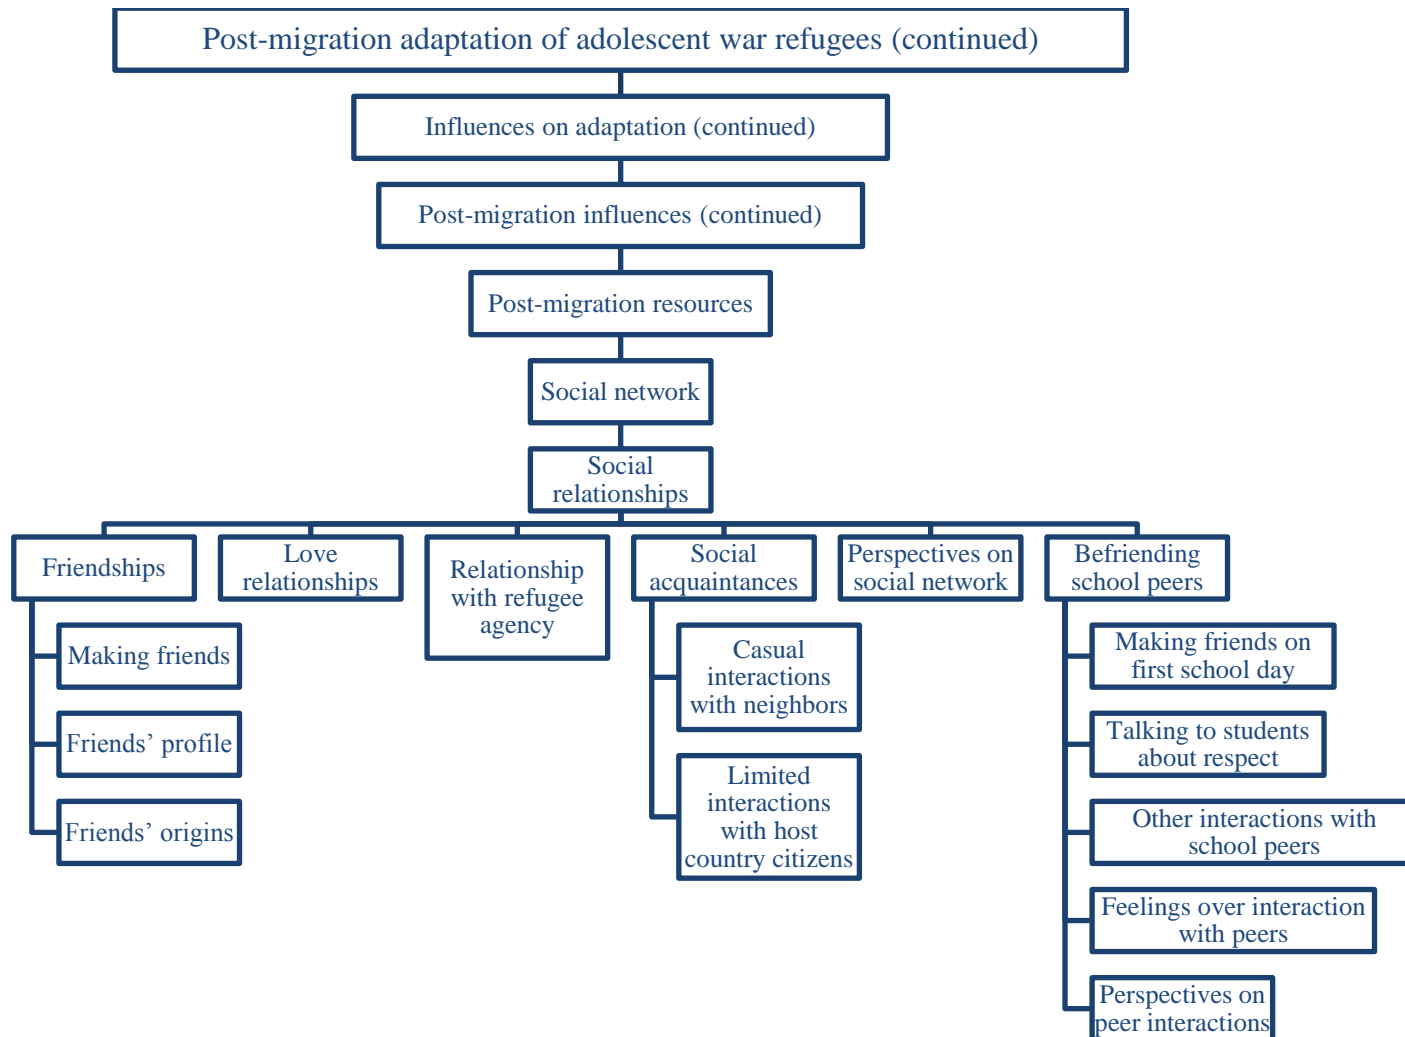 Post-migration adaptation of adolescent war refugees (continued)
Influences on adaptation (continued)
Post-migration influences (continued)
Post-migration resources
Social network
Social
relationships
Friendships
Making friends
Friends’ profile
Friends’ origins
Love
relationships
Relationship
with refugee
agency
Social
acquaintances
Casual
interactions
with neighbors
Limited
interactions
with host
country citizens
Perspectives on
social network
Befriending
school peers
Making friends on
first school day
Talking to students
about respect
Other interactions with
school peers
Feelings over interaction
with peers
Perspectives on
peer interactions